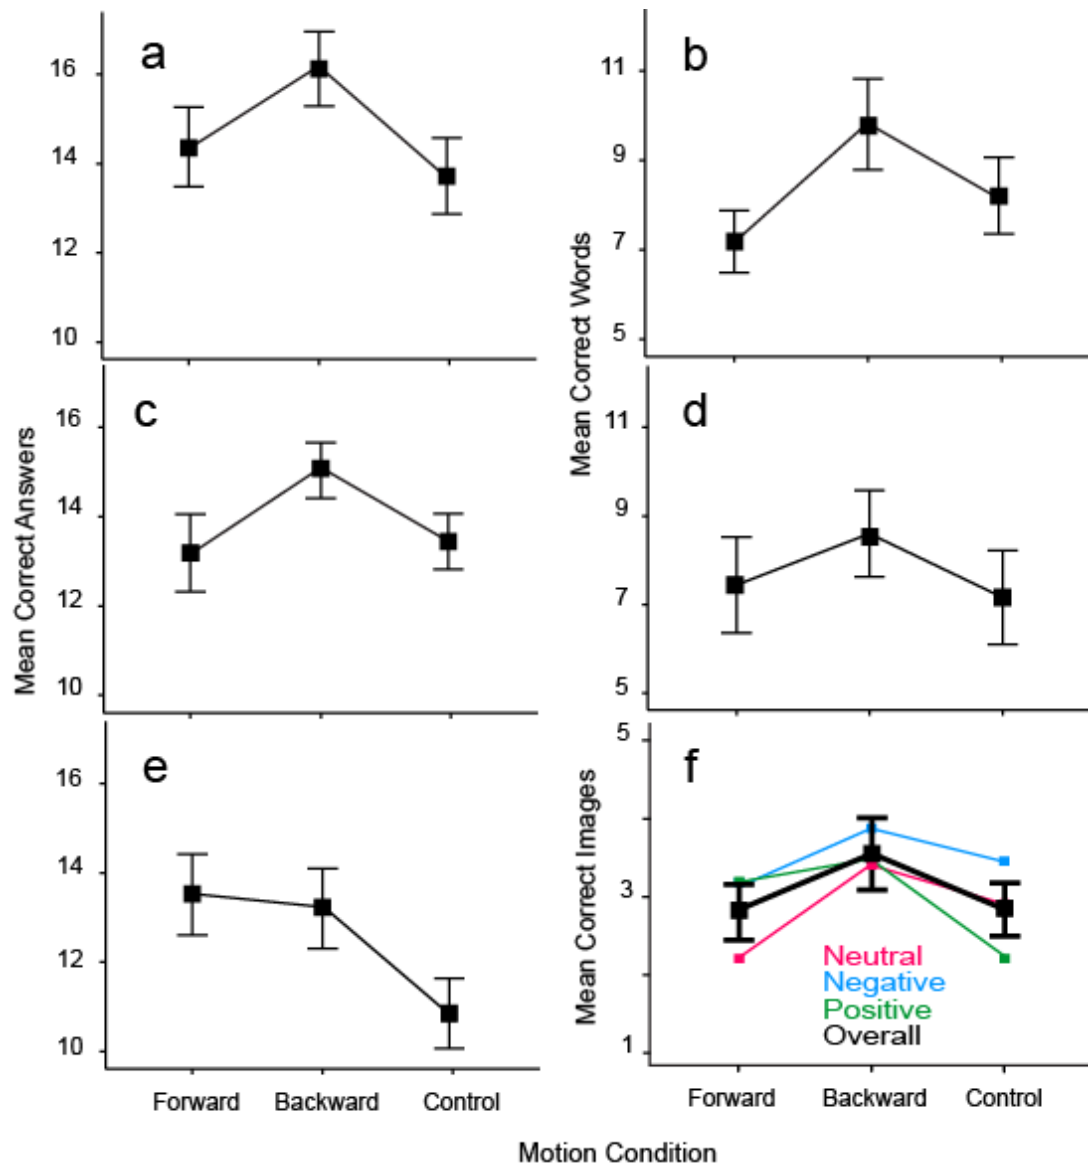 a
16
14
12
10
b
11
9
7
5
Mean Correct Words
c
16
14
12
10
Mean Correct Answers
d
11
9
7
5
e
16
14
12
10
Forward Backward Control
f
5
3
1
Mean Correct Images
Neutral
Negative
Positive
Overall
Forward Backward Control
Motion Condition